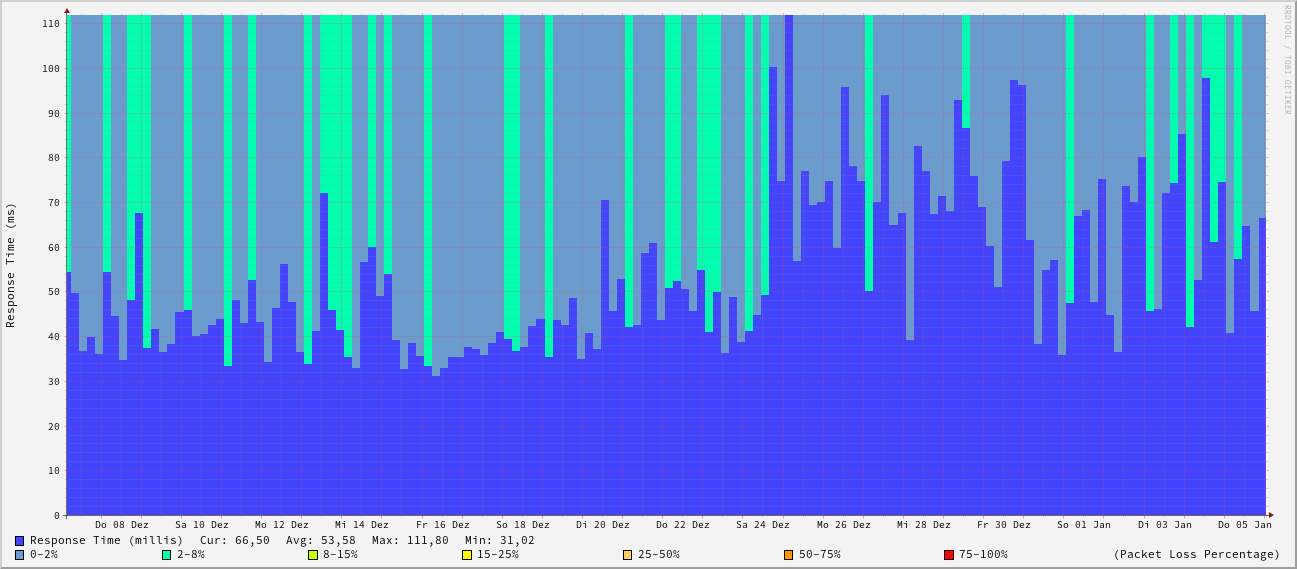 RRDTOOL / TOBI OETIKER
Response Time (ms)
110
100
90
80
70
60
50
40
30
20
10
0
Do 08 Dez Sa 10 Dez Mo 12 Dez Mi 14 Dez Fr 16 Dez So 18 Dez Di 20 Dez Do 22 Dez Sa 24 Dez Mo 26 Dez Mi 28 Dez Fr 30 Dez So 01 Jan Di 03 Jan Do 05 Jan
Response Time (millis) Cur: 66,50 Avg: 53,58 Max: 111,80 Min: 31,02
0-2% 2-8% 8-15% 15-25% 25-50% 50-75% 75-100% (Packet Loss Percentage)